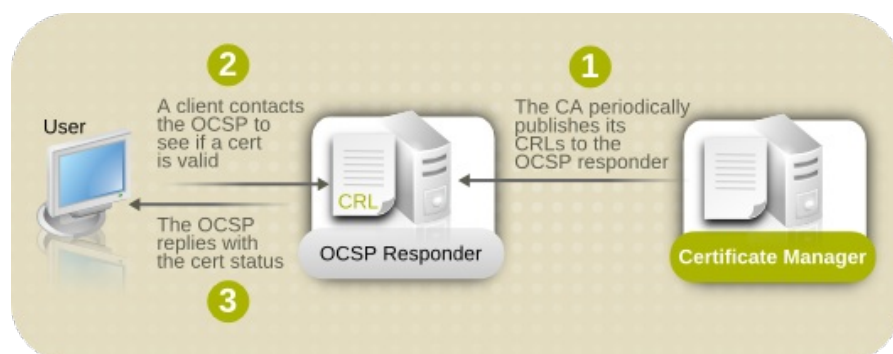 2
1
A client contacts
the OCSP to
see if a cert
is valid
The CA periodically
publishes its
CRLs to the
OCSP responder
User
CRL
The OCSP
replies with
the cert status
OCSP Responder
Certificate Manager
3